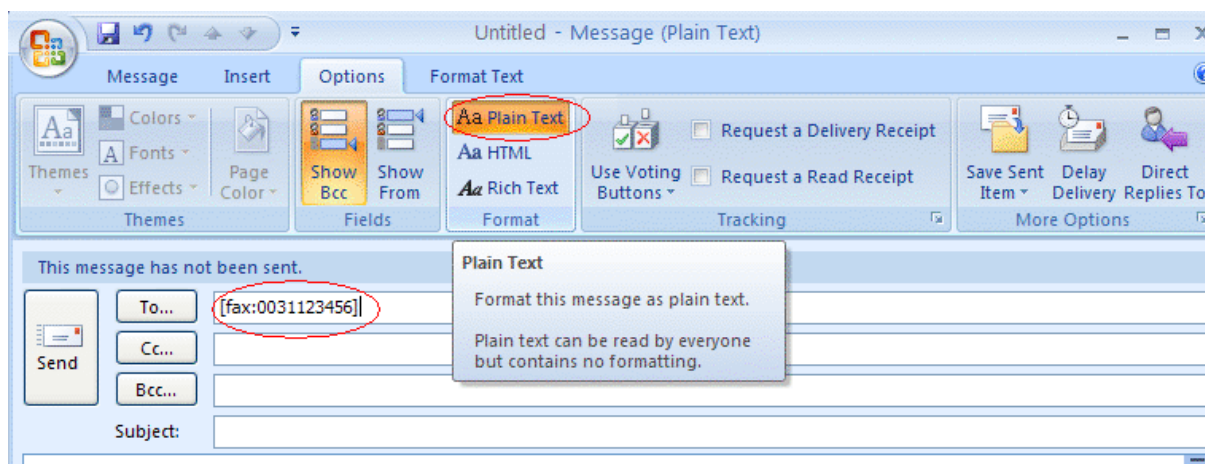 Untitled - Message (Plain Text)
Message Insert Options Format Text
Aa
Themes
Colors
A Fonts
Effects
Page
Color
Themes
Show
Bcc
Show
From
Fields
Aa Plain Text
Aa HTML
Aa Rich Text
Format
Use Voting
Buttons
Request a Delivery Receipt
Request a Read Receipt
Tracking
Save Sent
Item
Delay
Delivery
Direct
Replies To
More Options
This message has not been sent.
Send
To...
[fax:0031123456]
Cc...
Bcc...
Subject:
Plain Text
Format this message as plain text.
Plain text can be read by everyone
but contains no formatting.